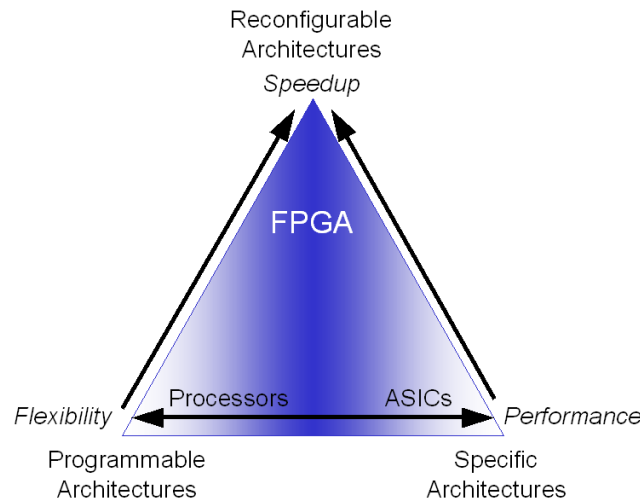 Reconfigurable
Architectures
Speedup
FPGA
Processors
ASICs
Flexibility
Performance
Programmable
Architectures
Specific
Architectures